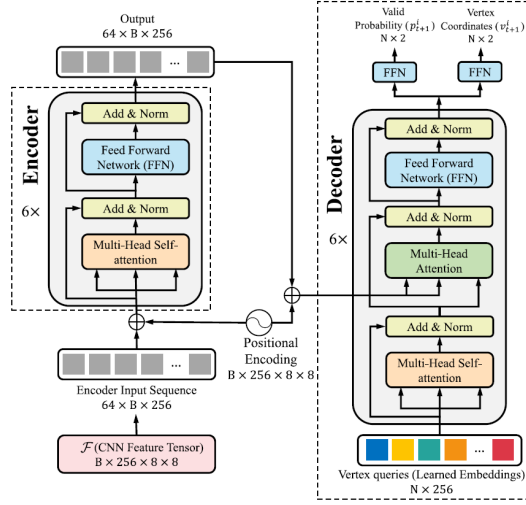 Output
64 × B × 256
...
Encoder
6×
Add & Norm
Feed Forward
Network (FFN)
Add & Norm
Multi-Head Self-
attention
Positional
Encoding
B × 256 × 8 × 8
...
Encoder Input Sequence
64 × B × 256
ℱ (CNN Feature Tensor)
B × 256 × 8 × 8
Valid
Probability (p^i_{t+1})
N × 2
Vertex
Coordinates (v^i_{t+1})
N × 2
FFN
FFN
Decoder
6×
Add & Norm
Feed Forward
Network (FFN)
Add & Norm
Multi-Head
Attention
Add & Norm
Multi-Head Self-
attention
...
Vertex queries (Learned Embeddings)
N × 256